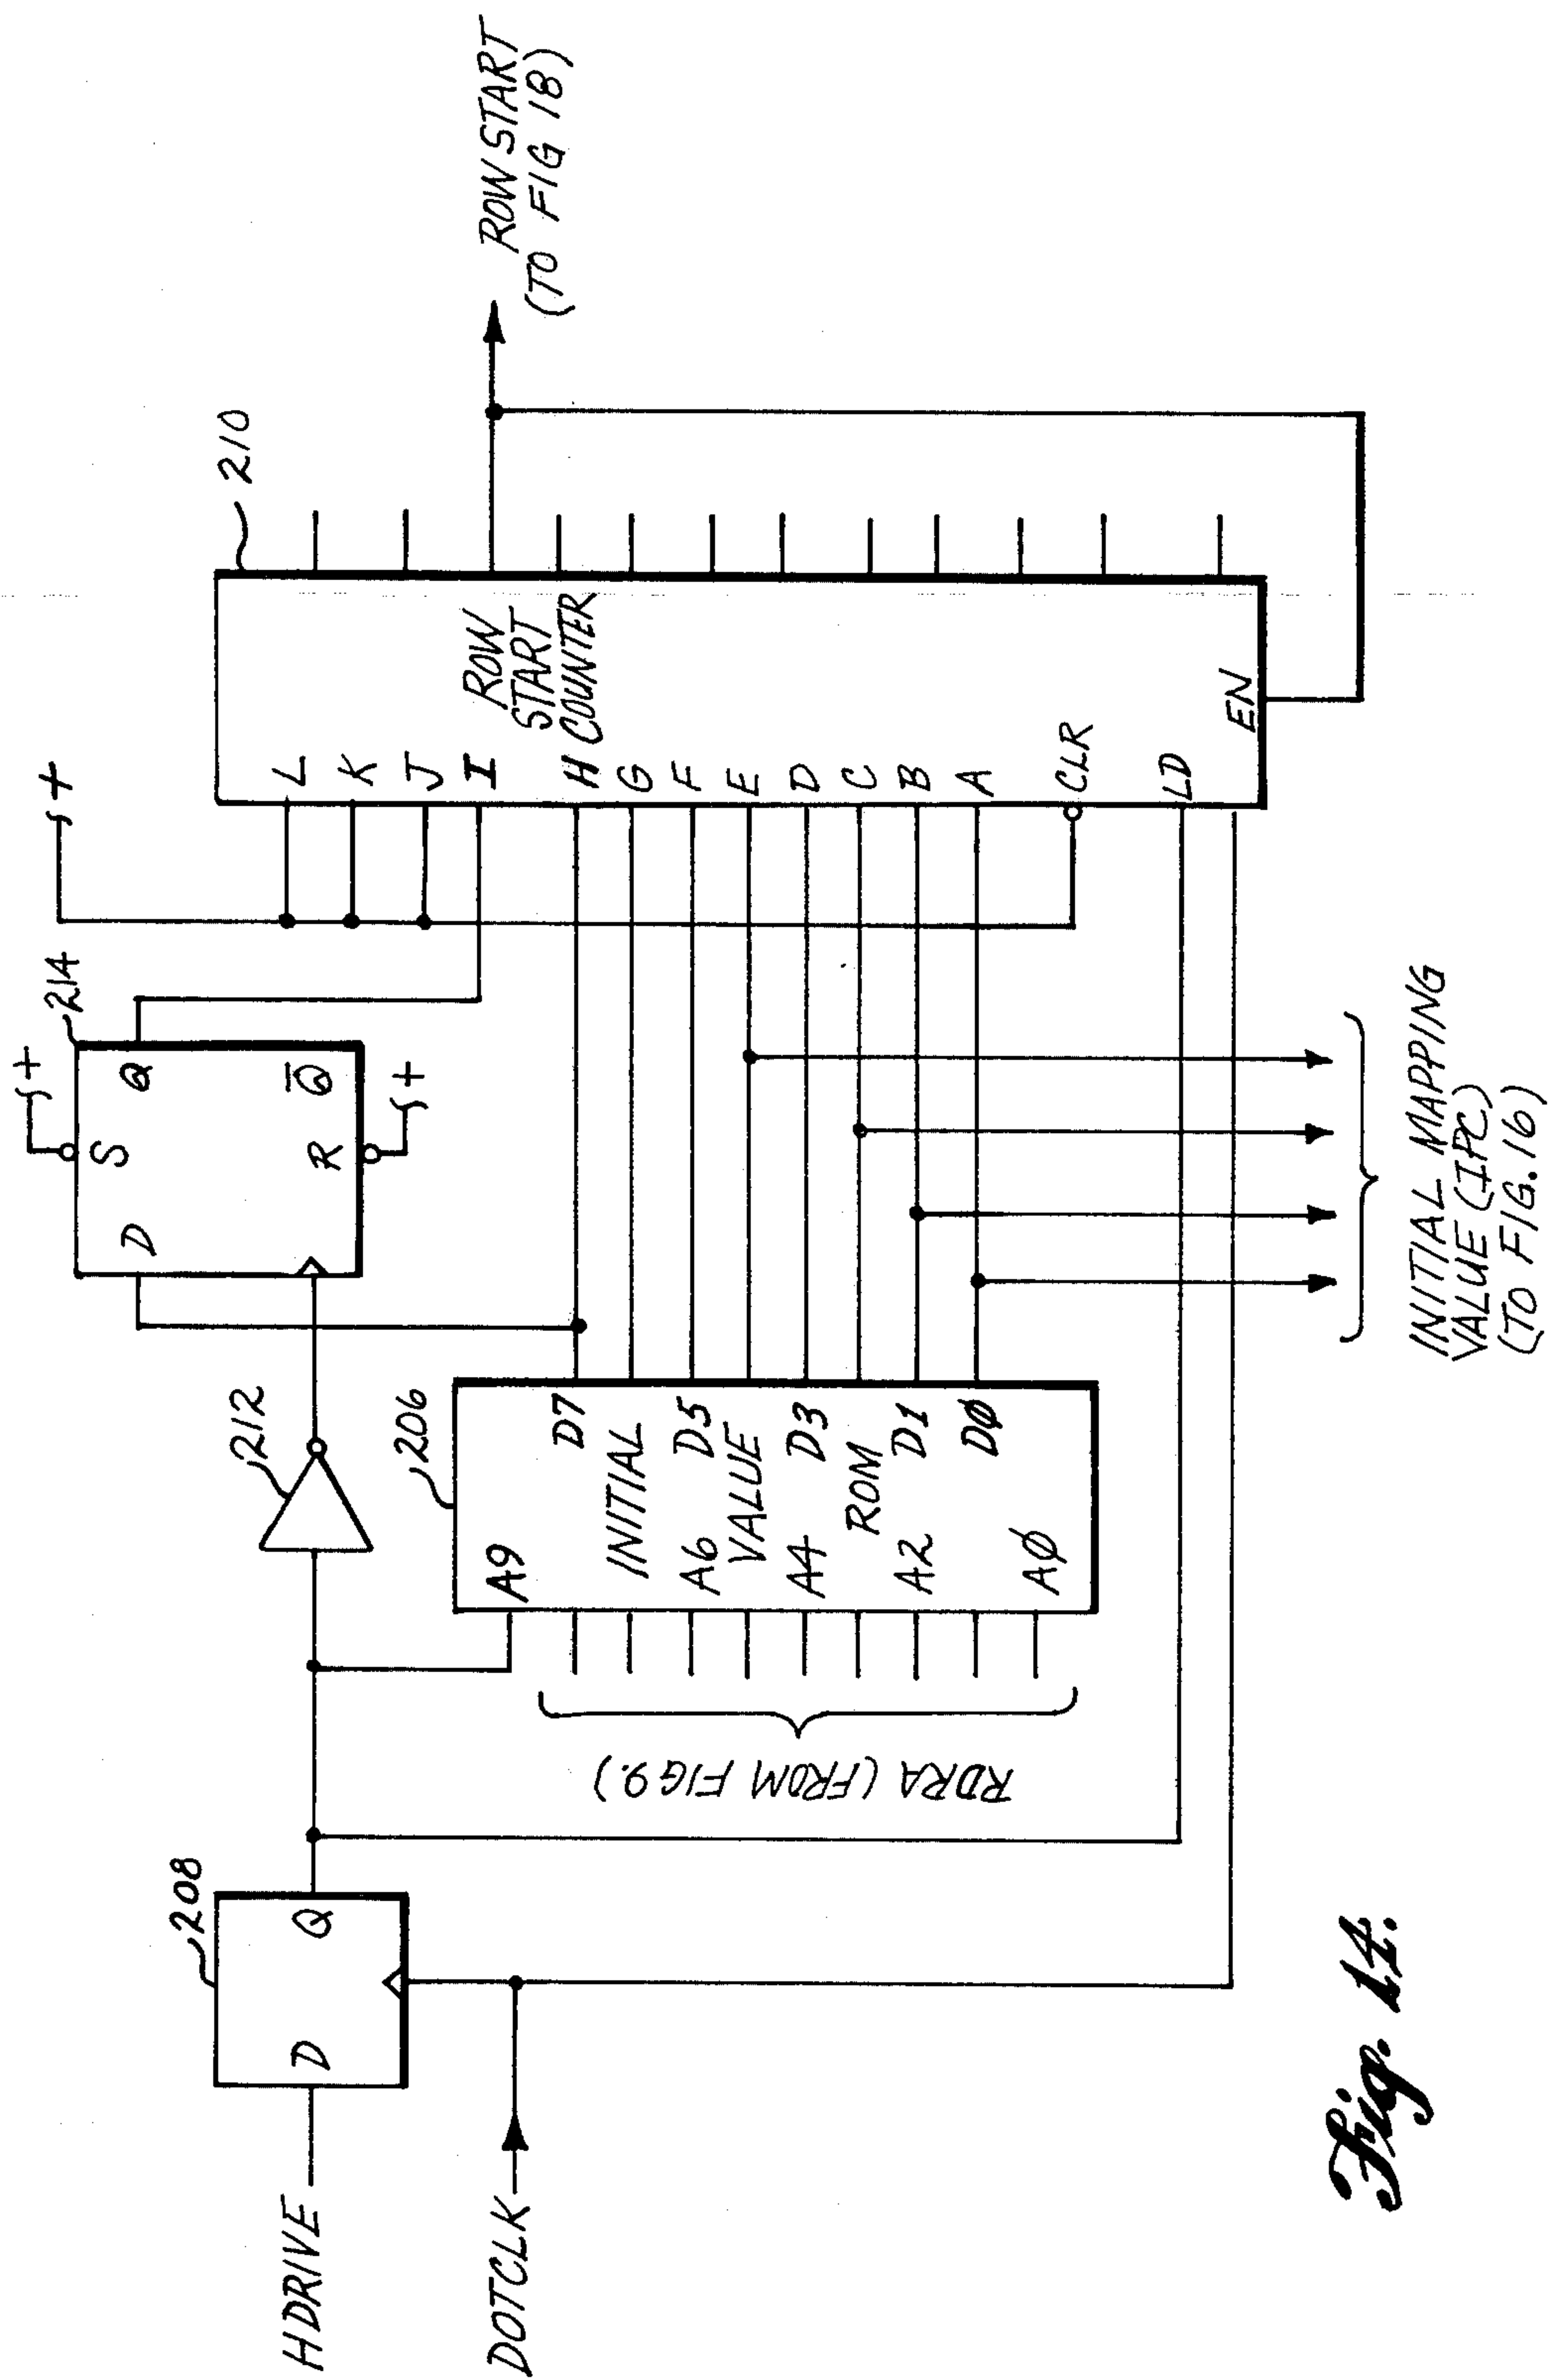 HDRIVE
DOTCLK
208
D
Q
212
214
S+
S
D
Q
Q̅
R
S+
206
A9
A6
A4
A2
AØ
INITIAL
VALUE
ROM
D7
D5
D3
D1
DØ
RDRA (FROM FIG 9.)
S+
210
L
K
J
I
H
G
F
E
D
C
B
A
CLR
LD
EN
ROW
START
COUNTER
ROW START
(TO FIG 18)
INITIAL MAPPING
VALUE (IPC)
(TO FIG. 16)
Fig. 14.